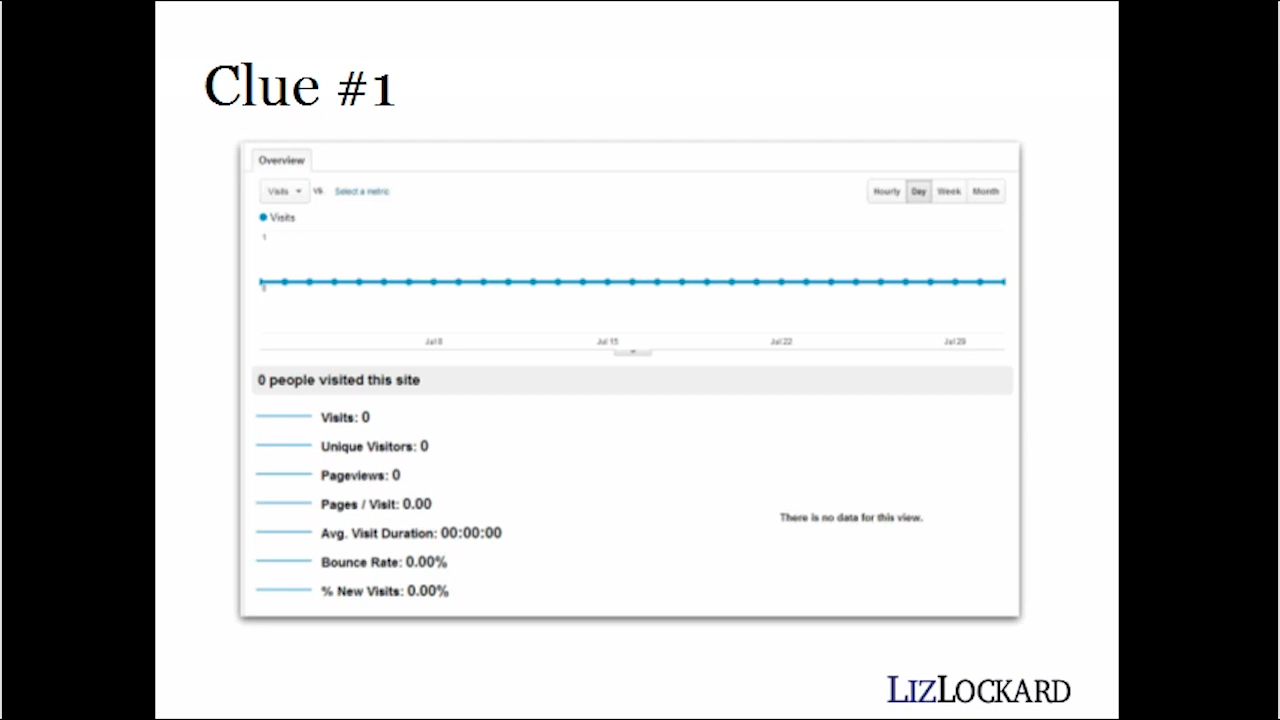 Clue #1
Overview
Visits vs. Select a metric Hourly Day Week Month
Visits
1
0
Jul 8 Jul 15 Jul 22 Jul 29
0 people visited this site
Visits: 0
Unique Visitors: 0
Pageviews: 0
Pages / Visit: 0.00
There is no data for this view.
Avg. Visit Duration: 00:00:00
Bounce Rate: 0.00%
% New Visits: 0.00%
LIZLOCKARD